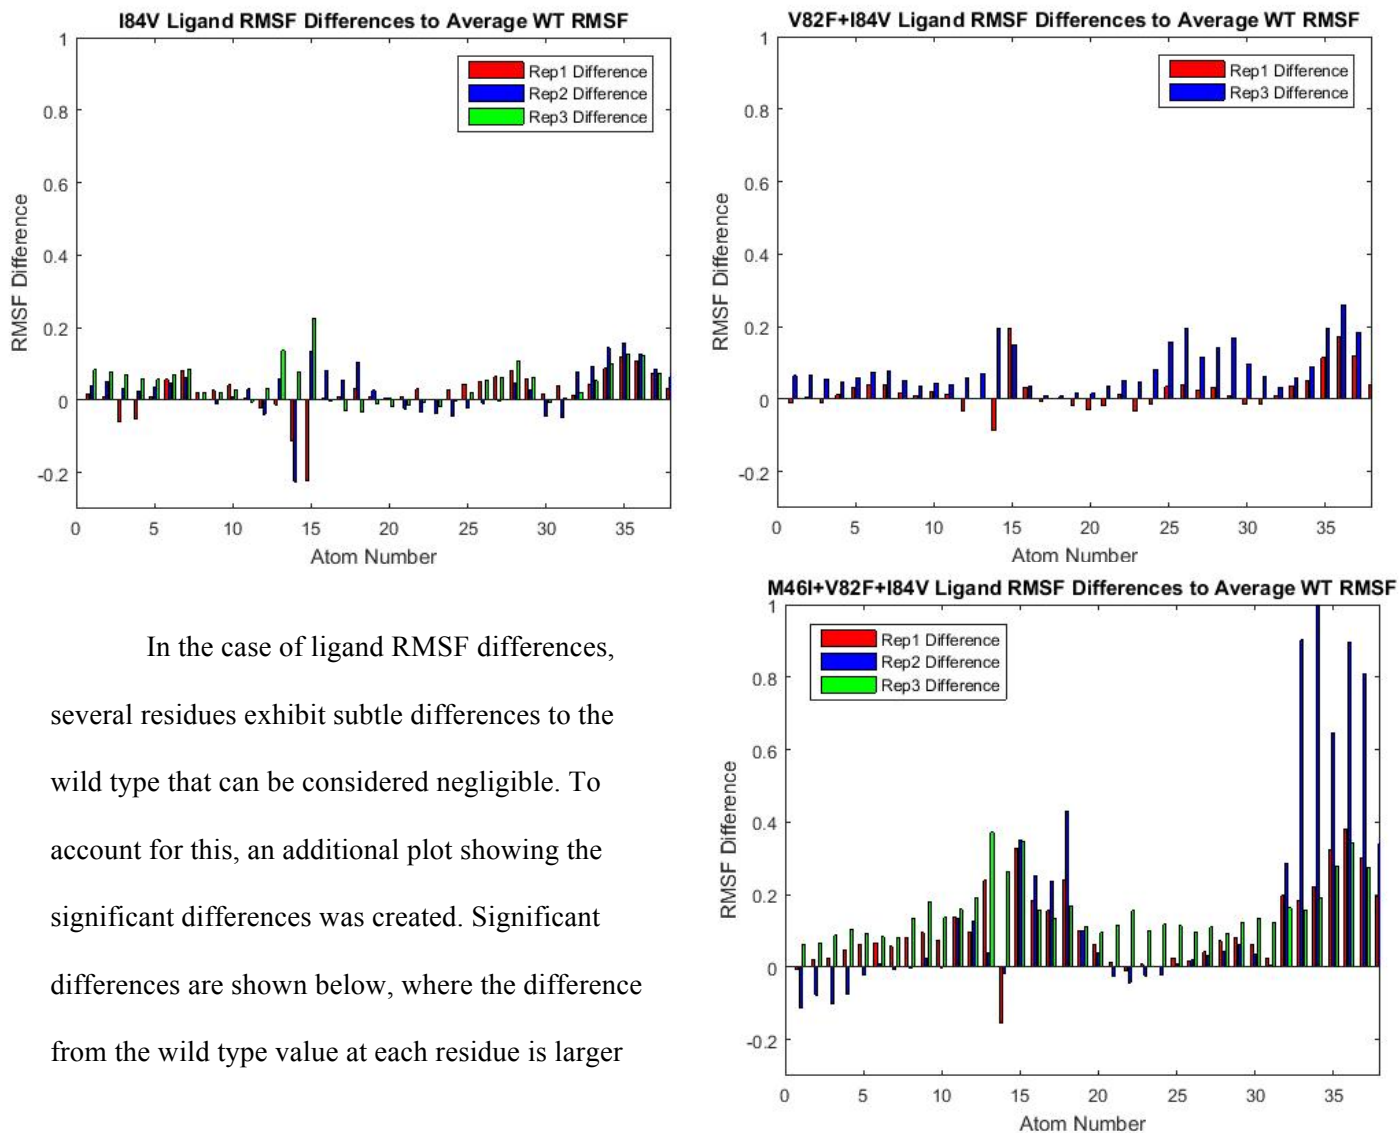 I84V Ligand RMSF Differences to Average WT RMSF
1
0.8
0.6
0.4
0.2
0
-0.2
RMSF Difference
Rep1 Difference
Rep2 Difference
Rep3 Difference
0 5 10 15 20 25 30 35
Atom Number
V82F+I84V Ligand RMSF Differences to Average WT RMSF
1
0.8
0.6
0.4
0.2
0
-0.2
RMSF Difference
Rep1 Difference
Rep3 Difference
0 5 10 15 20 25 30 35
Atom Number
In the case of ligand RMSF differences,
several residues exhibit subtle differences to the
wild type that can be considered negligible. To
account for this, an additional plot showing the
significant differences was created. Significant
differences are shown below, where the difference
from the wild type value at each residue is larger
M46I+V82F+I84V Ligand RMSF Differences to Average WT RMSF
1
0.8
0.6
0.4
0.2
0
-0.2
RMSF Difference
Rep1 Difference
Rep2 Difference
Rep3 Difference
0 5 10 15 20 25 30 35
Atom Number